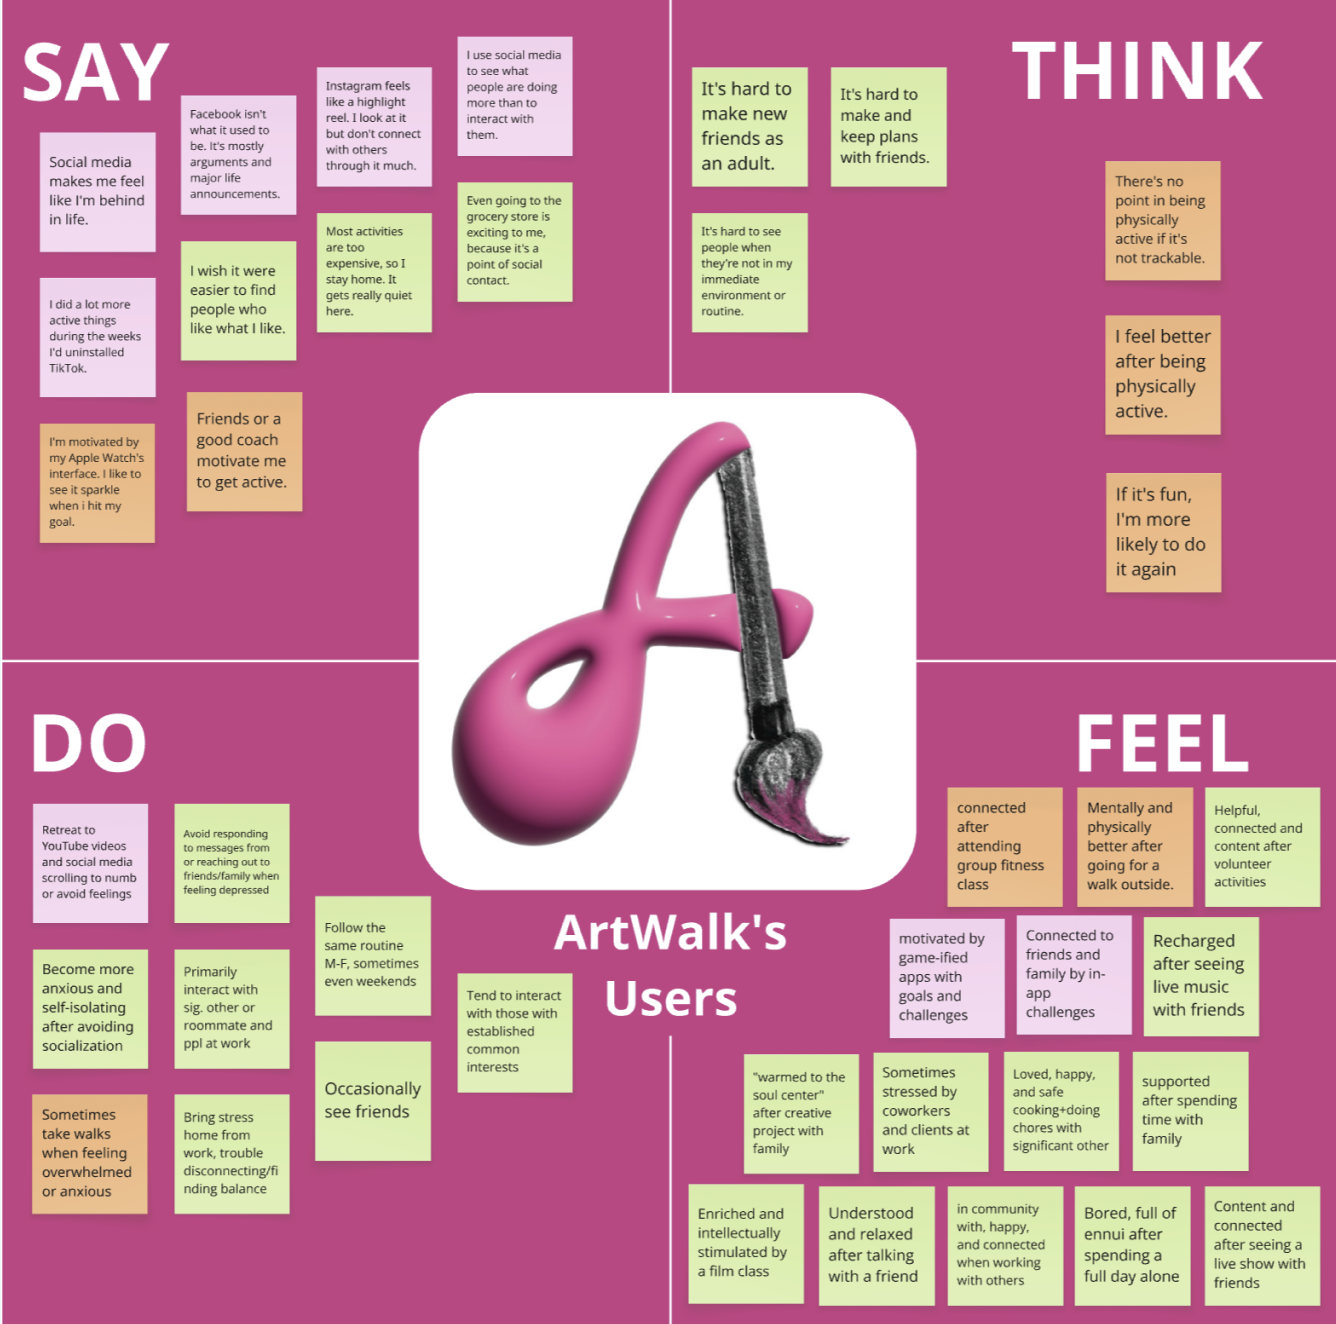 SAY
Social media
makes me feel
like I'm behind
in life.
Facebook isn't
what it used to
be. It's mostly
arguments and
major life
announcements.
Instagram feels
like a highlight
reel. I look at it
but don't connect
with others
through it much.
I use social media
to see what
people are doing
more than to
interact with
them.
I did a lot more
active things
during the weeks
I'd uninstalled
TikTok.
I wish it were
easier to find
people who
like what I like.
Most activities
are too
expensive, so I
stay home. It
gets really quiet
here.
Even going to the
grocery store is
exciting to me,
because it's a
point of social
contact.
I'm motivated by
my Apple Watch's
interface. I like to
see it sparkle
when i hit my
goal.
Friends or a
good coach
motivate me
to get active.
THINK
It's hard to
make new
friends as
an adult.
It's hard to
make and
keep plans
with friends.
It's hard to see
people when
they're not in my
immediate
environment or
routine.
There's no
point in being
physically
active if it's
not trackable.
I feel better
after being
physically
active.
If it's fun,
I'm more
likely to do
it again
DO
Retreat to
YouTube videos
and social media
scrolling to numb
or avoid feelings
Avoid responding
to messages from
or reaching out to
friends/family when
feeling depressed
Become more
anxious and
self-isolating
after avoiding
socialization
Primarily
interact with
sig. other or
roommate and
ppl at work
Follow the
same routine
M-F, sometimes
even weekends
Tend to interact
with those with
established
common
interests
Sometimes
take walks
when feeling
overwhelmed
or anxious
Bring stress
home from
work, trouble
disconnecting/fi
nding balance
Occasionally
see friends
ArtWalk's
Users
FEEL
connected
after
attending
group fitness
class
Mentally and
physically
better after
going for a
walk outside.
Helpful,
connected and
content after
volunteer
activities
motivated by
game-ified
apps with
goals and
challenges
Connected to
friends and
family by in-
app
challenges
Recharged
after seeing
live music
with friends
"warmed to the
soul center"
after creative
project with
family
Sometimes
stressed by
coworkers
and clients at
work
Loved, happy,
and safe
cooking+doing
chores with
significant other
supported
after spending
time with
family
Enriched and
intellectually
stimulated by
a film class
Understood
and relaxed
after talking
with a friend
in community
with, happy,
and connected
when working
with others
Bored, full of
ennui after
spending a
full day alone
Content and
connected
after seeing a
live show with
friends